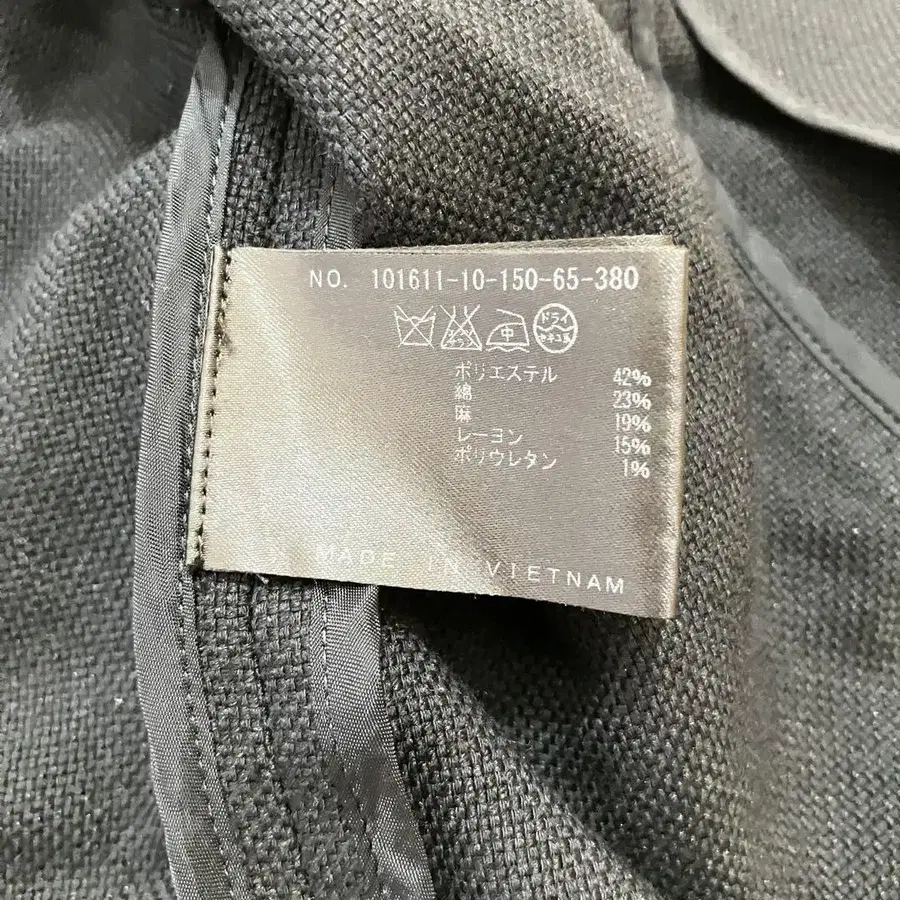 NO. 101611-10-150-65-380
中 ドライ
ポリエステル 42%
綿 23%
麻 19%
レーヨン 15%
ポリウレタン 1%
MADE IN VIETNAM